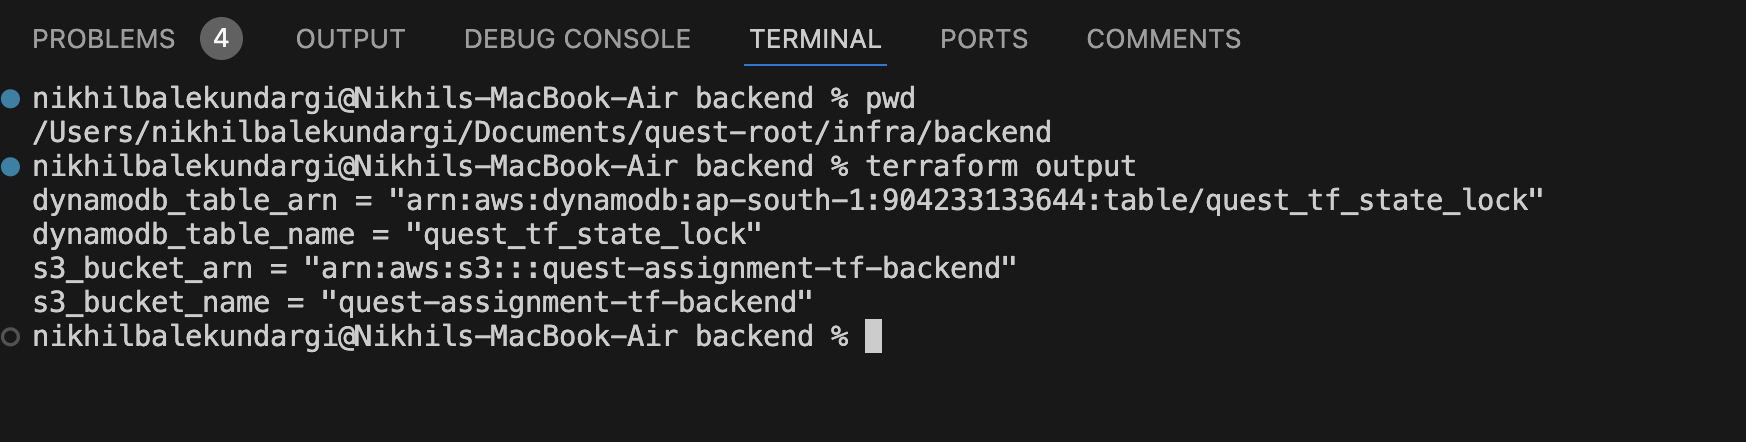 PROBLEMS 4 OUTPUT DEBUG CONSOLE TERMINAL PORTS COMMENTS
nikhilbalekundargi@Nikhils-MacBook-Air backend % pwd
/Users/nikhilbalekundargi/Documents/quest-root/infra/backend
nikhilbalekundargi@Nikhils-MacBook-Air backend % terraform output
dynamodb_table_arn = "arn:aws:dynamodb:ap-south-1:904233133644:table/quest_tf_state_lock"
dynamodb_table_name = "quest_tf_state_lock"
s3_bucket_arn = "arn:aws:s3:::quest-assignment-tf-backend"
s3_bucket_name = "quest-assignment-tf-backend"
nikhilbalekundargi@Nikhils-MacBook-Air backend %